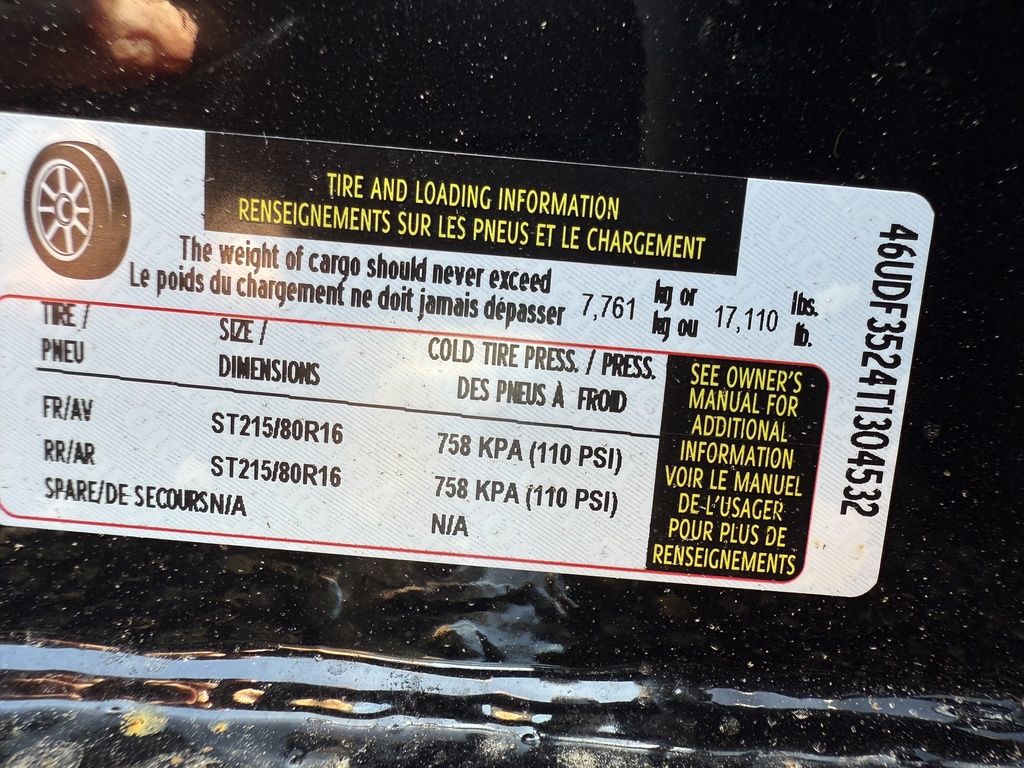 TIRE AND LOADING INFORMATION
RENSEIGNEMENTS SUR LES PNEUS ET LE CHARGEMENT
The weight of cargo should never exceed
Le poids du chargement ne doit jamais dépasser
7,761 kg or 17,110 lbs.
kg ou lb.
TIRE / SIZE / COLD TIRE PRESS. / PRESS.
PNEU DIMENSIONS DES PNEUS À FROID
FR/AV ST215/80R16 758 KPA (110 PSI)
RR/AR ST215/80R16 758 KPA (110 PSI)
SPARE/DE SECOURS N/A N/A
SEE OWNER'S
MANUAL FOR
ADDITIONAL
INFORMATION
VOIR LE MANUEL
DE L'USAGER
POUR PLUS DE
RENSEIGNEMENTS
46UDF3524T1304532